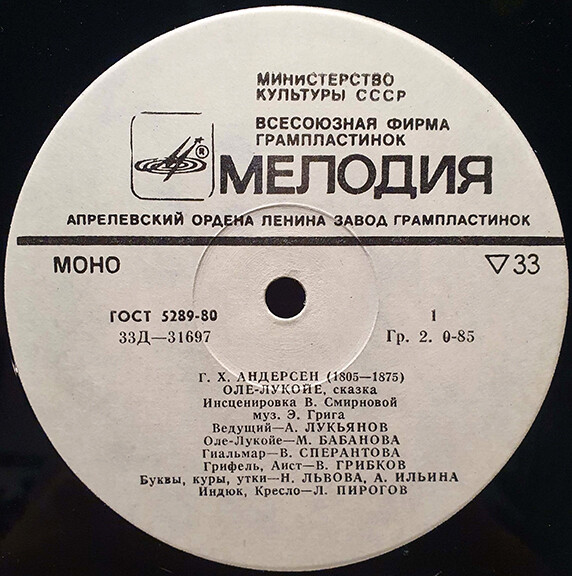 МИНИСТЕРСТВО
КУЛЬТУРЫ СССР
ВСЕСОЮЗНАЯ ФИРМА
ГРАМПЛАСТИНОК
® МЕЛОДИЯ
АПРЕЛЕВСКИЙ ОРДЕНА ЛЕНИНА ЗАВОД ГРАМПЛАСТИНОК
МОНО ▽33
ГОСТ 5289-80 1
33Д—31697 Гр. 2. 0-85
Г. Х. АНДЕРСЕН (1805—1875)
ОЛЕ-ЛУКОЙЕ, сказка
Инсценировка В. Смирновой
муз. Э. Грига
Ведущий—А. ЛУКЬЯНОВ
Оле-Лукойе—М. БАБАНОВА
Гиальмар—В. СПЕРАНТОВА
Грифель, Аист—В. ГРИБКОВ
Буквы, куры, утки—Н. ЛЬВОВА, А. ИЛЬИНА
Индюк, Кресло—Л. ПИРОГОВ